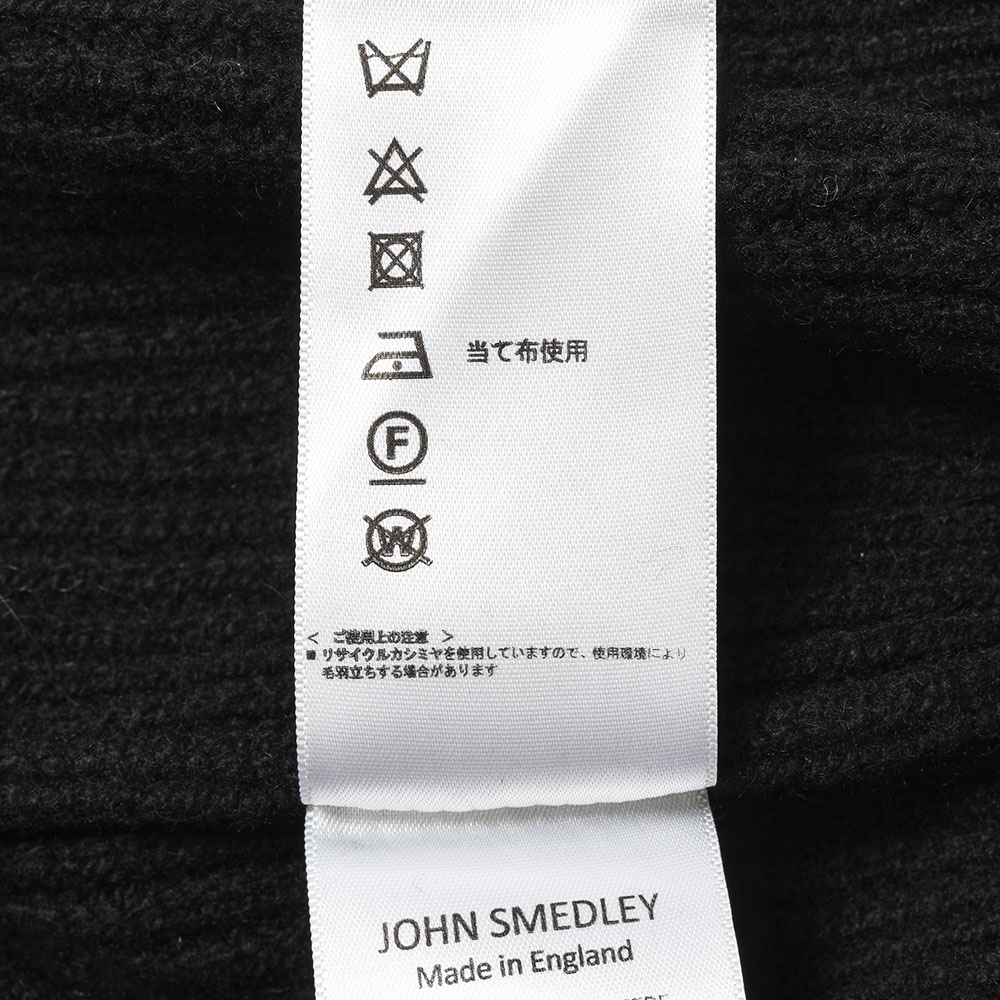 当て布使用
F
W
< ご使用上の注意 >
■ リサイクルカシミヤを使用していますので、使用環境により
毛羽立ちする場合があります
JOHN SMEDLEY
Made in England